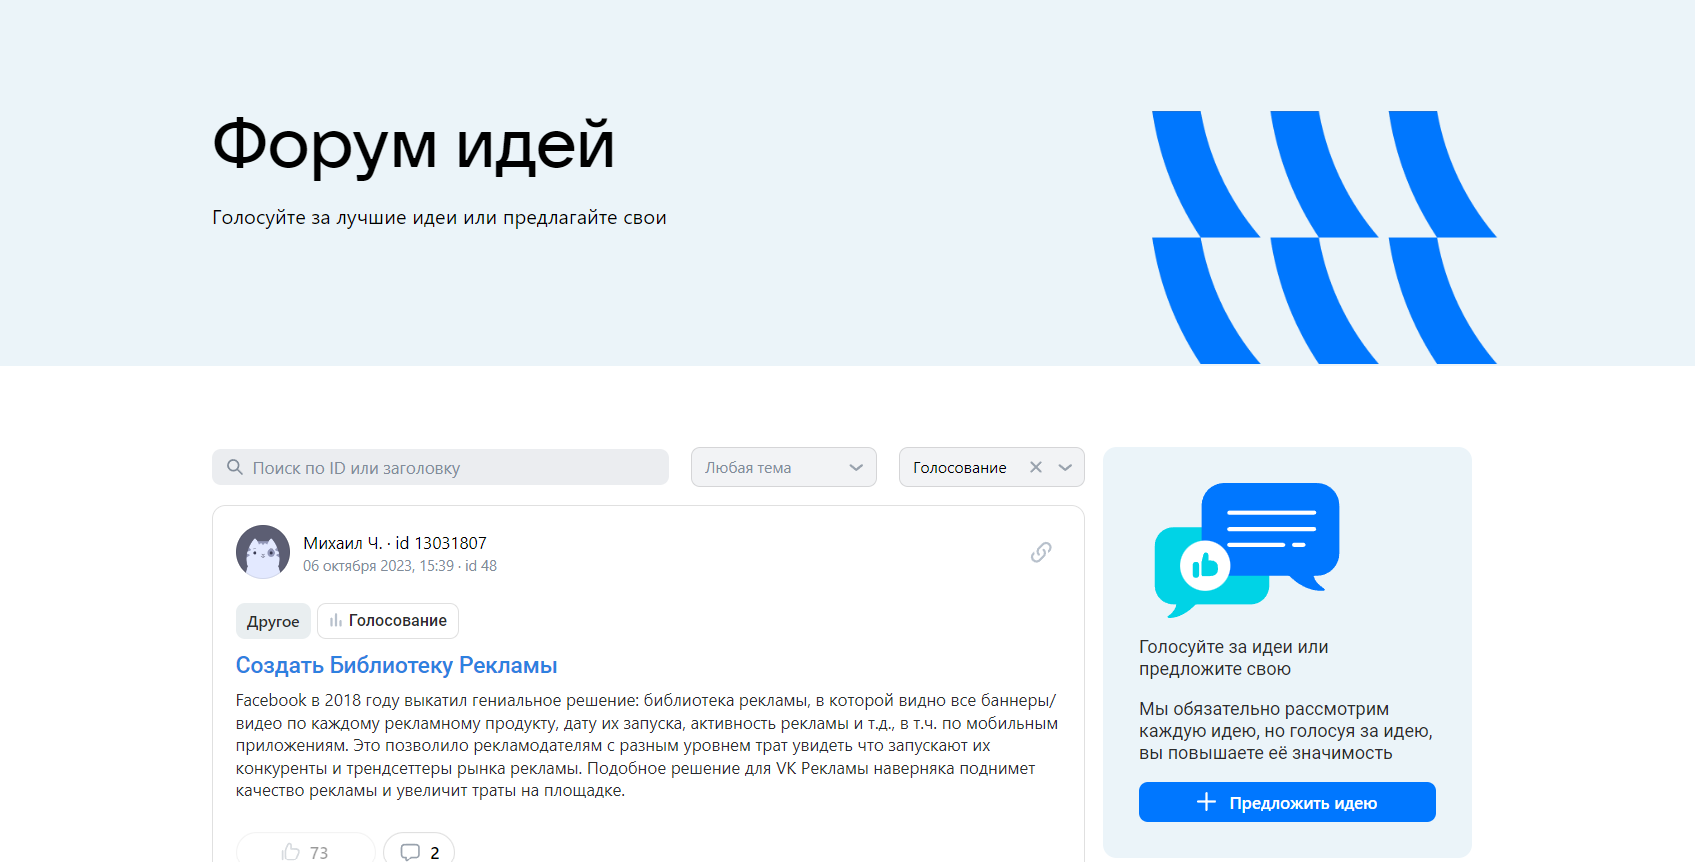 Форум идей
Голосуйте за лучшие идеи или предлагайте свои
Поиск по ID или заголовку
Любая тема
Голосование
Михаил Ч. · id 13031807
06 октября 2023, 15:39 · id 48
Другое
Голосование
Создать Библиотеку Рекламы
Facebook в 2018 году выкатил гениальное решение: библиотека рекламы, в которой видно все баннеры/
видео по каждому рекламному продукту, дату их запуска, активность рекламы и т.д., в т.ч. по мобильным
приложениям. Это позволило рекламодателям с разным уровнем трат увидеть что запускают их
конкуренты и трендсеттеры рынка рекламы. Подобное решение для VK Рекламы наверняка поднимет
качество рекламы и увеличит траты на площадке.
73
2
Голосуйте за идеи или
предложите свою
Мы обязательно рассмотрим
каждую идею, но голосуя за идею,
вы повышаете её значимость
Предложить идею